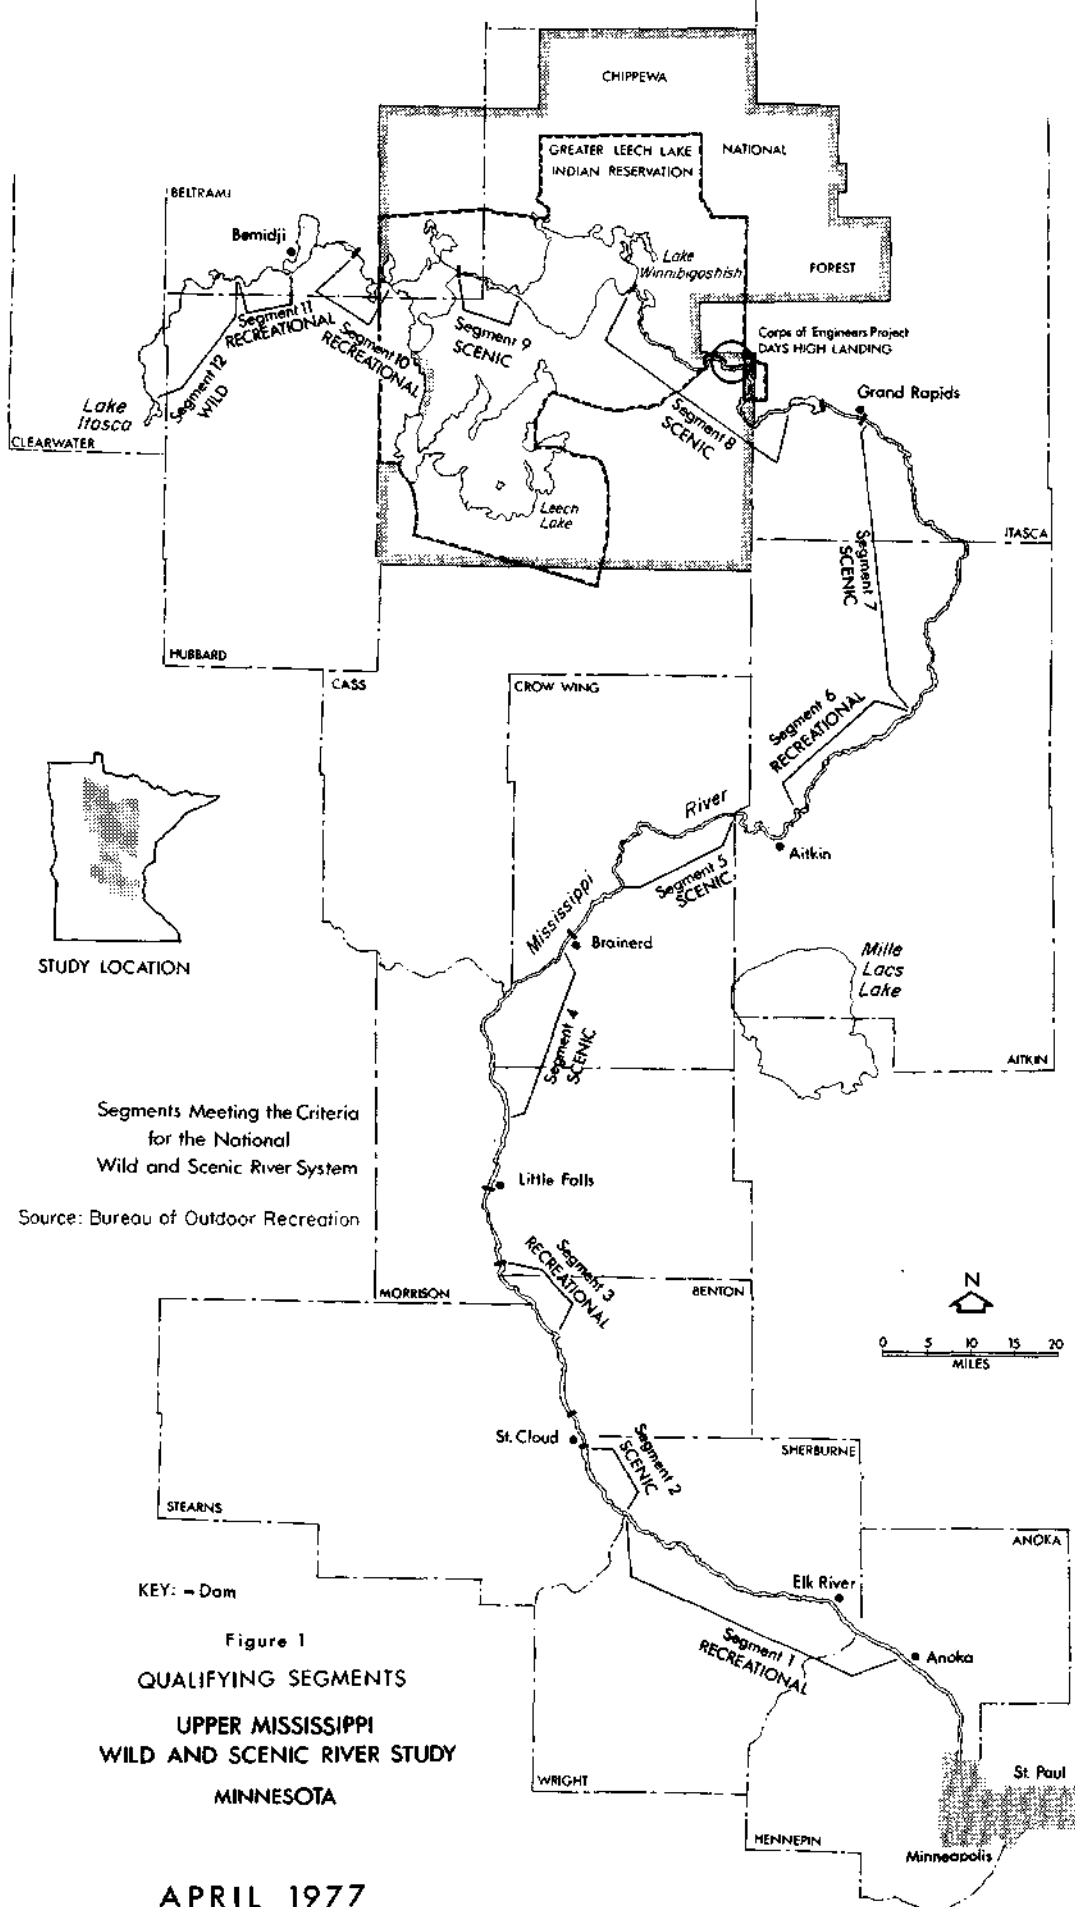 CHIPPEWA
GREATER LEECH LAKE
INDIAN RESERVATION
NATIONAL
BELTRAMI
Bemidji
Lake
Winnibigoshish
FOREST
Segment 11
RECREATIONAL
Segment 10
RECREATIONAL
Segment 9
SCENIC
Corps of Engineers Project
DAYS HIGH LANDING
Segment 12
WILD
Lake
Itasca
Grand Rapids
Segment 8
SCENIC
CLEARWATER
Leech
Lake
ITASCA
Segment 7
SCENIC
HUBBARD
CASS
CROW WING
Segment 6
RECREATIONAL
River
Aitkin
Segment 5
SCENIC
Mississippi
Brainerd
STUDY LOCATION
Mille
Lacs
Lake
Segment 4
SCENIC
AITKIN
Segments Meeting the Criteria
for the National
Wild and Scenic River System
Little Falls
Source: Bureau of Outdoor Recreation
Segment 3
RECREATIONAL
MORRISON
BENTON
N
0 5 10 15 20
MILES
St. Cloud
Segment 2
SCENIC
SHERBURNE
STEARNS
ANOKA
KEY: - Dam
Elk River
Figure 1
QUALIFYING SEGMENTS
Segment 1
RECREATIONAL
Anoka
UPPER MISSISSIPPI
WILD AND SCENIC RIVER STUDY
MINNESOTA
WRIGHT
St. Paul
HENNEPIN
Minneapolis
APRIL 1977